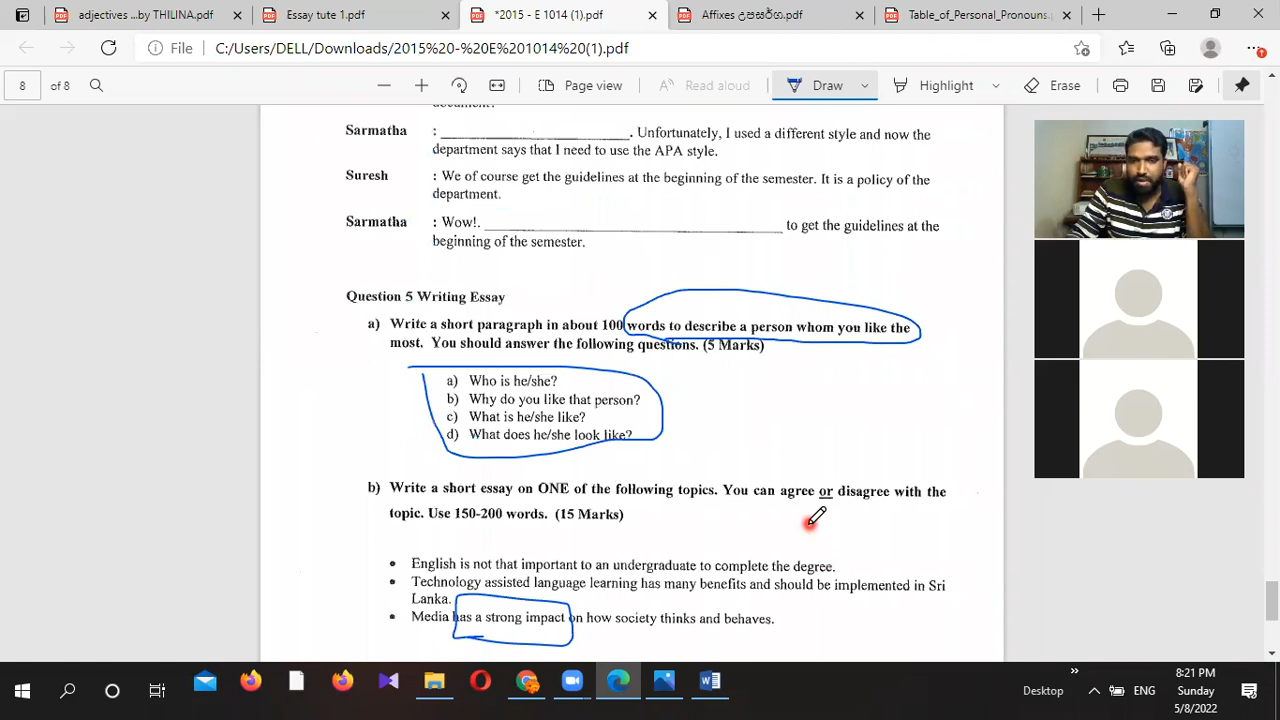 adjectives ...by THILINA.pdf
Essay tute 1.pdf
*2015 - E 1014 (1).pdf
Affixes උපසර්ග.pdf
Table_of_Personal_Pronouns.
File
C:/Users/DELL/Downloads/2015%20-%20E%201014%20(1).pdf
8 of 8
Page view
Read aloud
Draw
Highlight
Erase
document?
Sarmatha : ____________. Unfortunately, I used a different style and now the
department says that I need to use the APA style.
Suresh : We of course get the guidelines at the beginning of the semester. It is a policy of the
department.
Sarmatha : Wow!. ____________ to get the guidelines at the
beginning of the semester.
Question 5 Writing Essay
a) Write a short paragraph in about 100 words to describe a person whom you like the
most. You should answer the following questions. (5 Marks)
a) Who is he/she?
b) Why do you like that person?
c) What is he/she like?
d) What does he/she look like?
b) Write a short essay on ONE of the following topics. You can agree or disagree with the
topic. Use 150-200 words. (15 Marks)
• English is not that important to an undergraduate to complete the degree.
• Technology assisted language learning has many benefits and should be implemented in Sri
Lanka.
• Media has a strong impact on how society thinks and behaves.
Desktop
ENG
8:21 PM
Sunday
5/8/2022